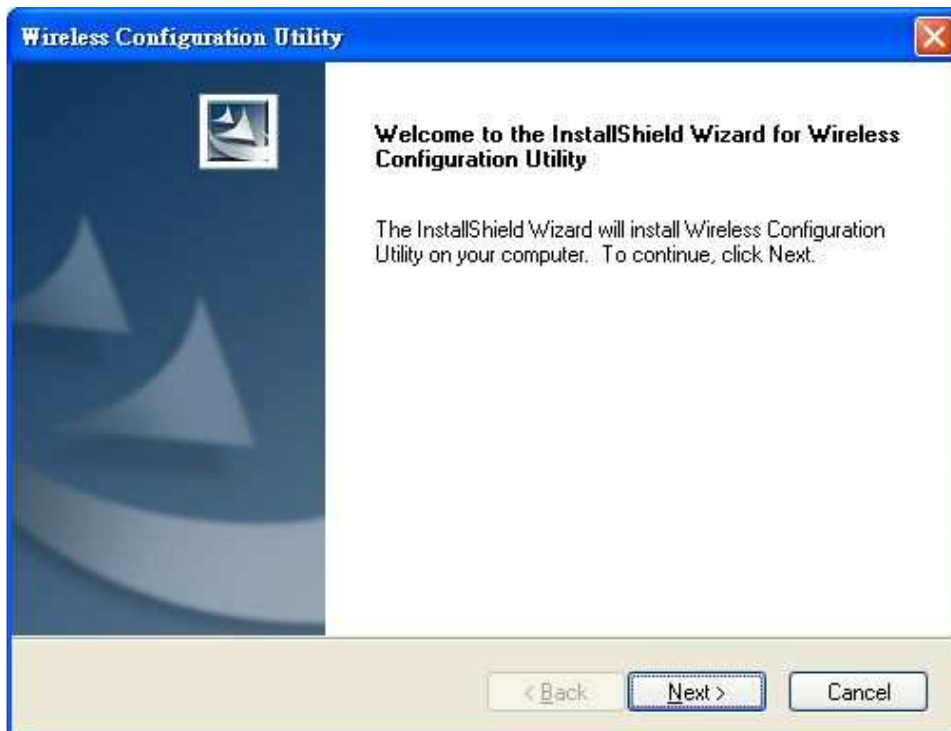 Wireless Configuration Utility
Welcome to the InstallShield Wizard for Wireless
Configuration Utility
The InstallShield Wizard will install Wireless Configuration
Utility on your computer. To continue, click Next.
< Back
Next >
Cancel